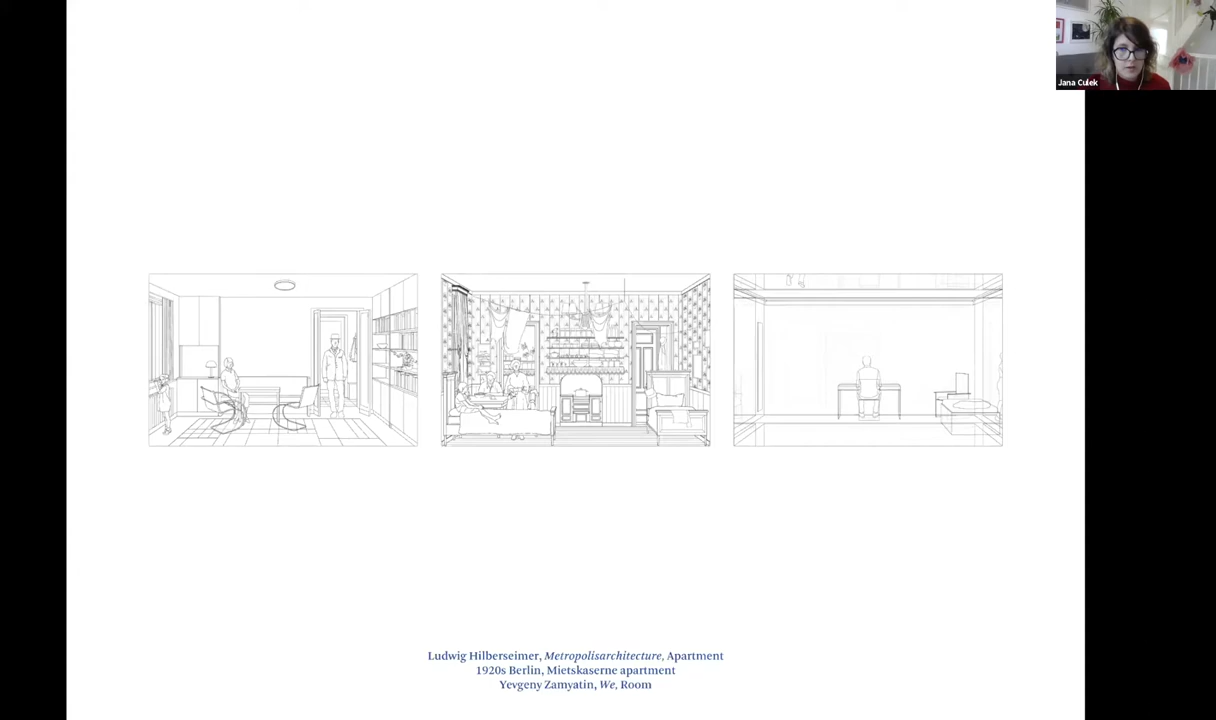 Jana Culek
Ludwig Hilberseimer, Metropolisarchitecture, Apartment
1920s Berlin, Mietskaserne apartment
Yevgeny Zamyatin, We, Room